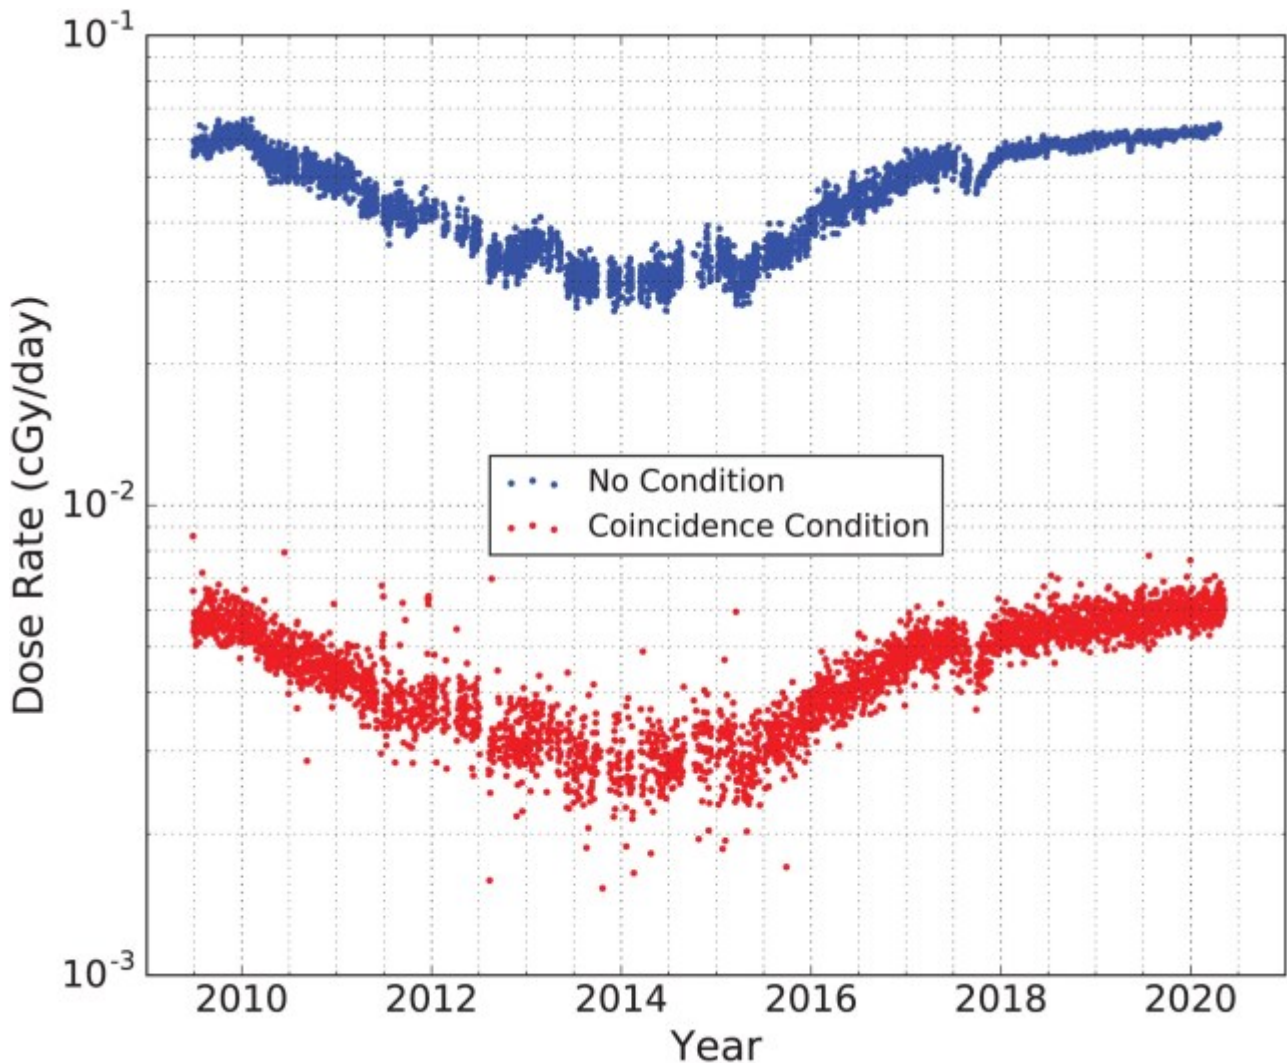 10-1
10-2
10-3
Dose Rate (cGy/day)
No Condition
Coincidence Condition
2010 2012 2014 2016 2018 2020
Year